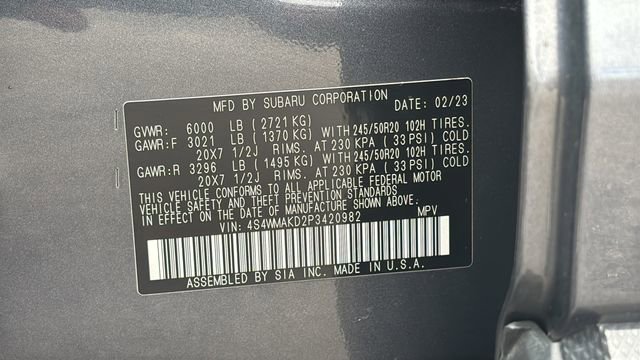 MFD BY SUBARU CORPORATION DATE: 02/23
GVWR: 6000 LB ( 2721 KG)
GAWR:F 3021 LB ( 1370 KG) WITH 245/50R20 102H TIRES.
20X7 1/2J RIMS. AT 230 KPA ( 33 PSI) COLD
GAWR:R 3296 LB ( 1495 KG) WITH 245/50R20 102H TIRES.
20X7 1/2J RIMS. AT 230 KPA ( 33 PSI) COLD
THIS VEHICLE CONFORMS TO ALL APPLICABLE FEDERAL MOTOR
VEHICLE SAFETY AND THEFT PREVENTION STANDARDS
IN EFFECT ON THE DATE OF MANUFACTURE SHOWN ABOVE.
VIN: 4S4WMAKD2P3420982 MPV
ASSEMBLED BY SIA INC. MADE IN U.S.A.